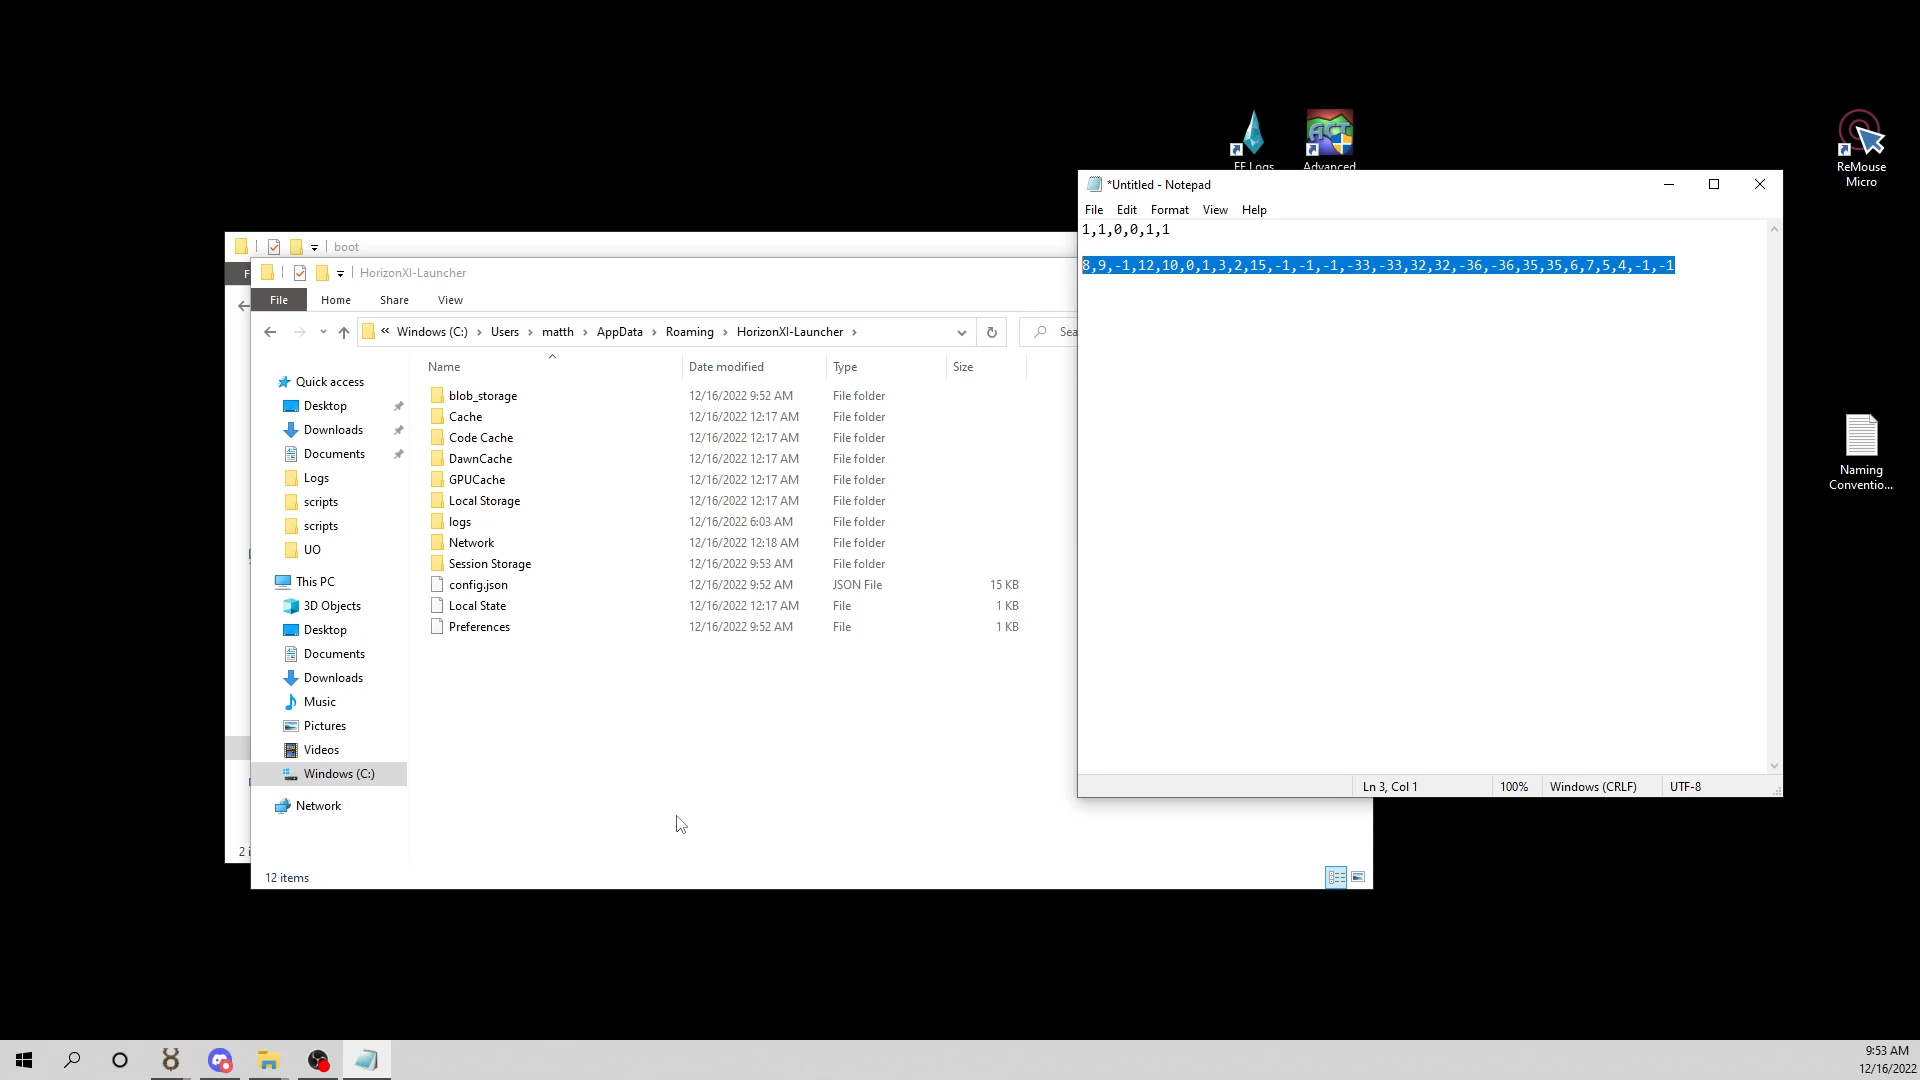 FF Logs
Advanced
ReMouse
Micro
Naming
Conventio...
boot
HorizonXI-Launcher
File
Home
Share
View
« Windows (C:) > Users > matth > AppData > Roaming > HorizonXI-Launcher >
Name
Date modified
Type
Size
Quick access
Desktop
Downloads
Documents
Logs
scripts
scripts
UO
This PC
3D Objects
Desktop
Documents
Downloads
Music
Pictures
Videos
Windows (C:)
Network
blob_storage 12/16/2022 9:52 AM File folder
Cache 12/16/2022 12:17 AM File folder
Code Cache 12/16/2022 12:17 AM File folder
DawnCache 12/16/2022 12:17 AM File folder
GPUCache 12/16/2022 12:17 AM File folder
Local Storage 12/16/2022 12:17 AM File folder
logs 12/16/2022 6:03 AM File folder
Network 12/16/2022 12:18 AM File folder
Session Storage 12/16/2022 9:53 AM File folder
config.json 12/16/2022 9:52 AM JSON File 15 KB
Local State 12/16/2022 12:17 AM File 1 KB
Preferences 12/16/2022 9:52 AM File 1 KB
12 items
*Untitled - Notepad
File Edit Format View Help
1,1,0,0,1,1
8,9,-1,12,10,0,1,3,2,15,-1,-1,-1,-33,-33,32,32,-36,-36,35,35,6,7,5,4,-1,-1
Ln 3, Col 1
100%
Windows (CRLF)
UTF-8
ACT
9:53 AM
12/16/2022